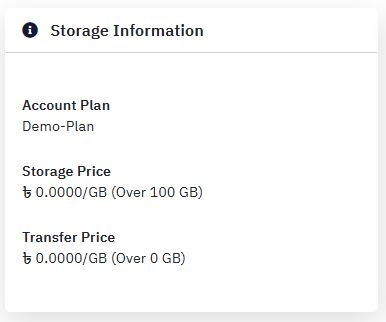 Storage Information
Account Plan
Demo-Plan
Storage Price
ѣ 0.0000/GB (Over 100 GB)
Transfer Price
ѣ 0.0000/GB (Over 0 GB)